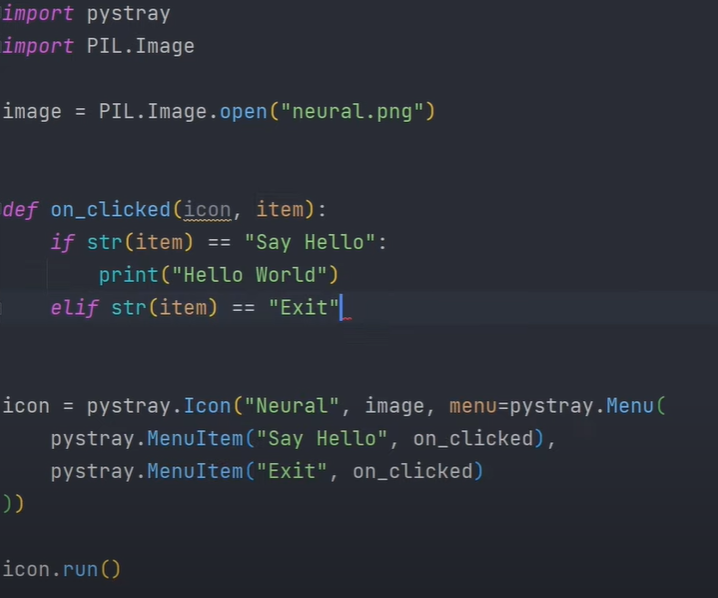 import pystray
import PIL.Image
image = PIL.Image.open("neural.png")
def on_clicked(icon, item):
    if str(item) == "Say Hello":
        print("Hello World")
    elif str(item) == "Exit"
icon = pystray.Icon("Neural", image, menu=pystray.Menu(
    pystray.MenuItem("Say Hello", on_clicked),
    pystray.MenuItem("Exit", on_clicked)
))
icon.run()